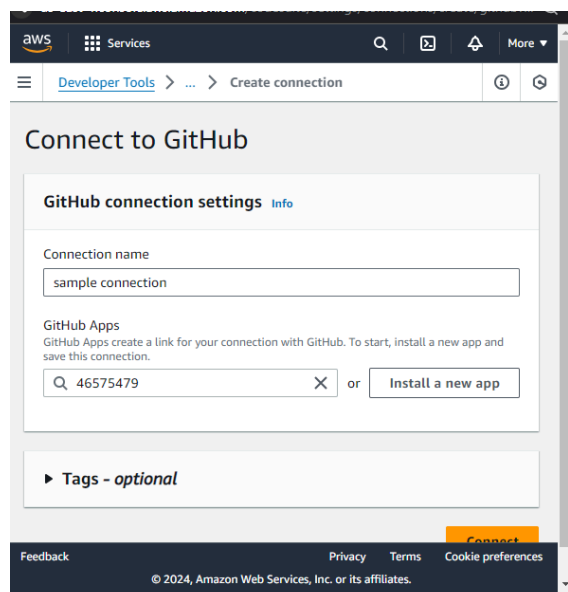 aws Services More ▼
Developer Tools > ... > Create connection
Connect to GitHub
GitHub connection settings Info
Connection name
sample connection
GitHub Apps
GitHub Apps create a link for your connection with GitHub. To start, install a new app and
save this connection.
46575479 or Install a new app
Tags - optional
Connect
Feedback Privacy Terms Cookie preferences
© 2024, Amazon Web Services, Inc. or its affiliates.